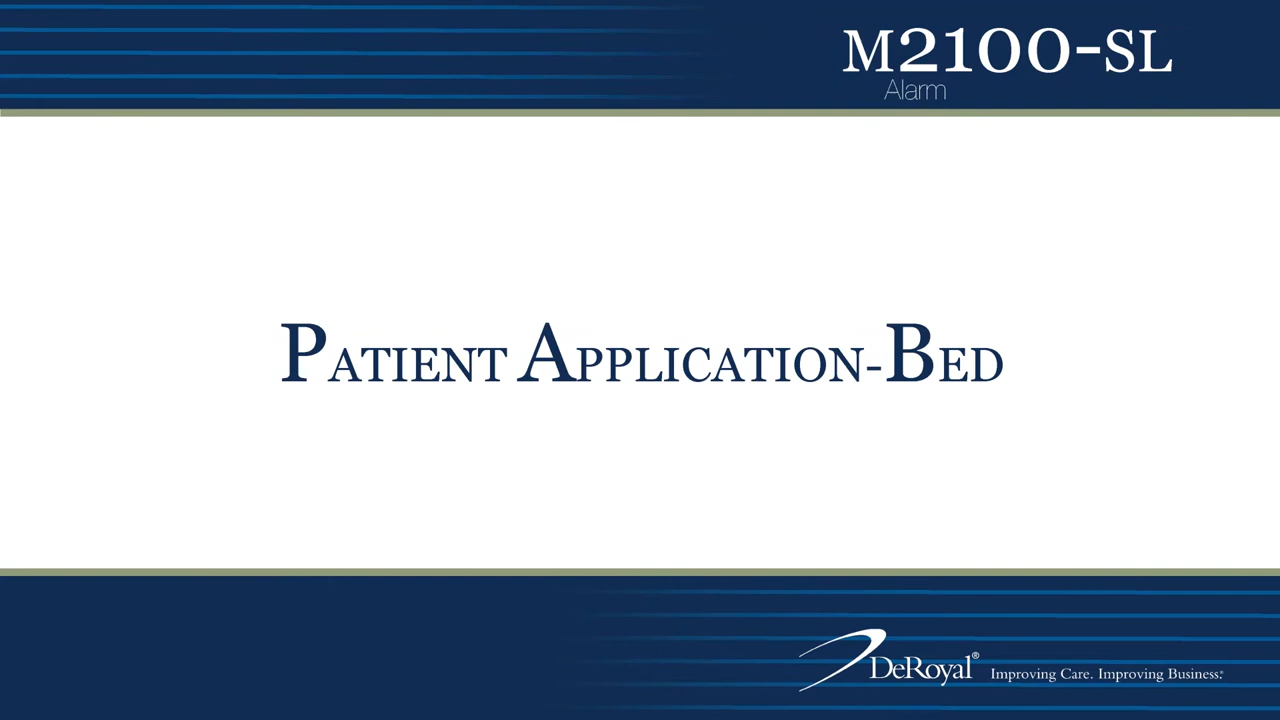 M2100-SL
Alarm
PATIENT APPLICATION-BED
DeRoyal® Improving Care. Improving Business.®